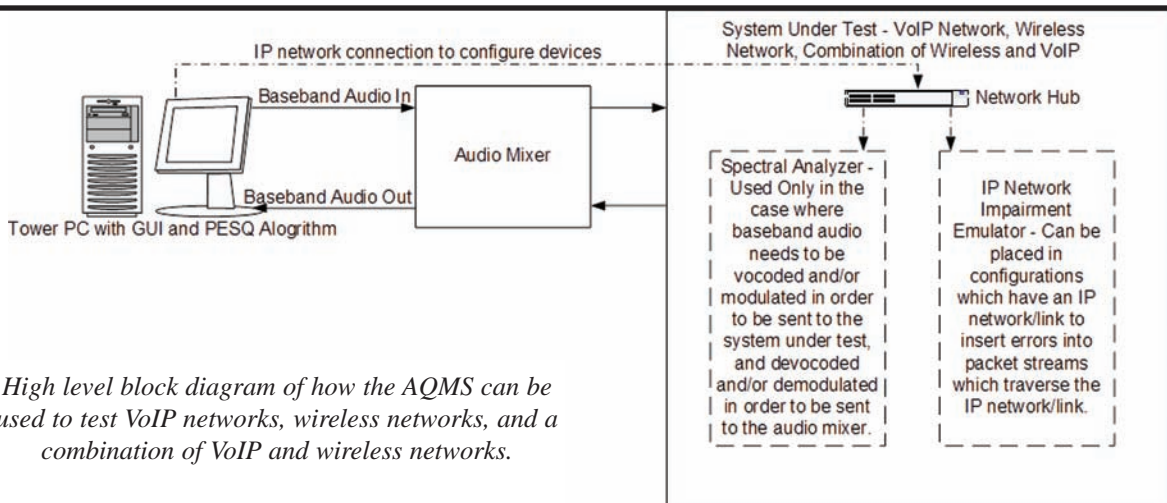 IP network connection to configure devices
Baseband Audio In
Audio Mixer
Baseband Audio Out
Tower PC with GUI and PESQ Alogrithm
High level block diagram of how the AQMS can be
used to test VoIP networks, wireless networks, and a
combination of VoIP and wireless networks.
System Under Test - VoIP Network, Wireless
Network, Combination of Wireless and VoIP
Network Hub
Spectral Analyzer -
Used Only in the
case where
baseband audio
needs to be
vocoded and/or
modulated in order
to be sent to the
system under test,
and devocoded
and/or demodulated
in order to be sent
to the audio mixer.
IP Network
Impairment
Emulator - Can be
placed in
configurations
which have an IP
network/link to
insert errors into
packet streams
which traverse the
IP network/link.